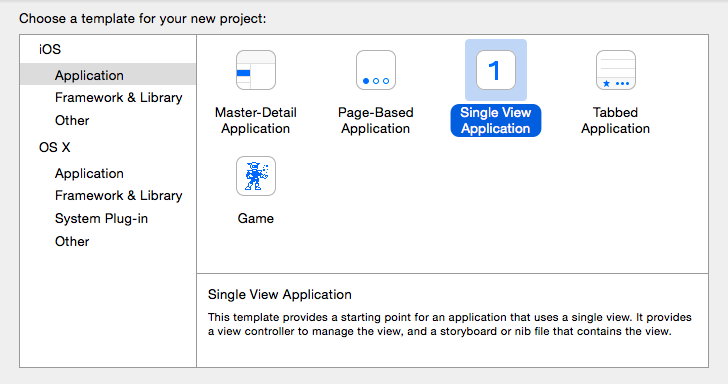 Choose a template for your new project:
iOS
Application
Framework & Library
Other
OS X
Application
Framework & Library
System Plug-in
Other
Master-Detail
Application
Page-Based
Application
1
Single View
Application
Tabbed
Application
Game
Single View Application
This template provides a starting point for an application that uses a single view. It provides
a view controller to manage the view, and a storyboard or nib file that contains the view.